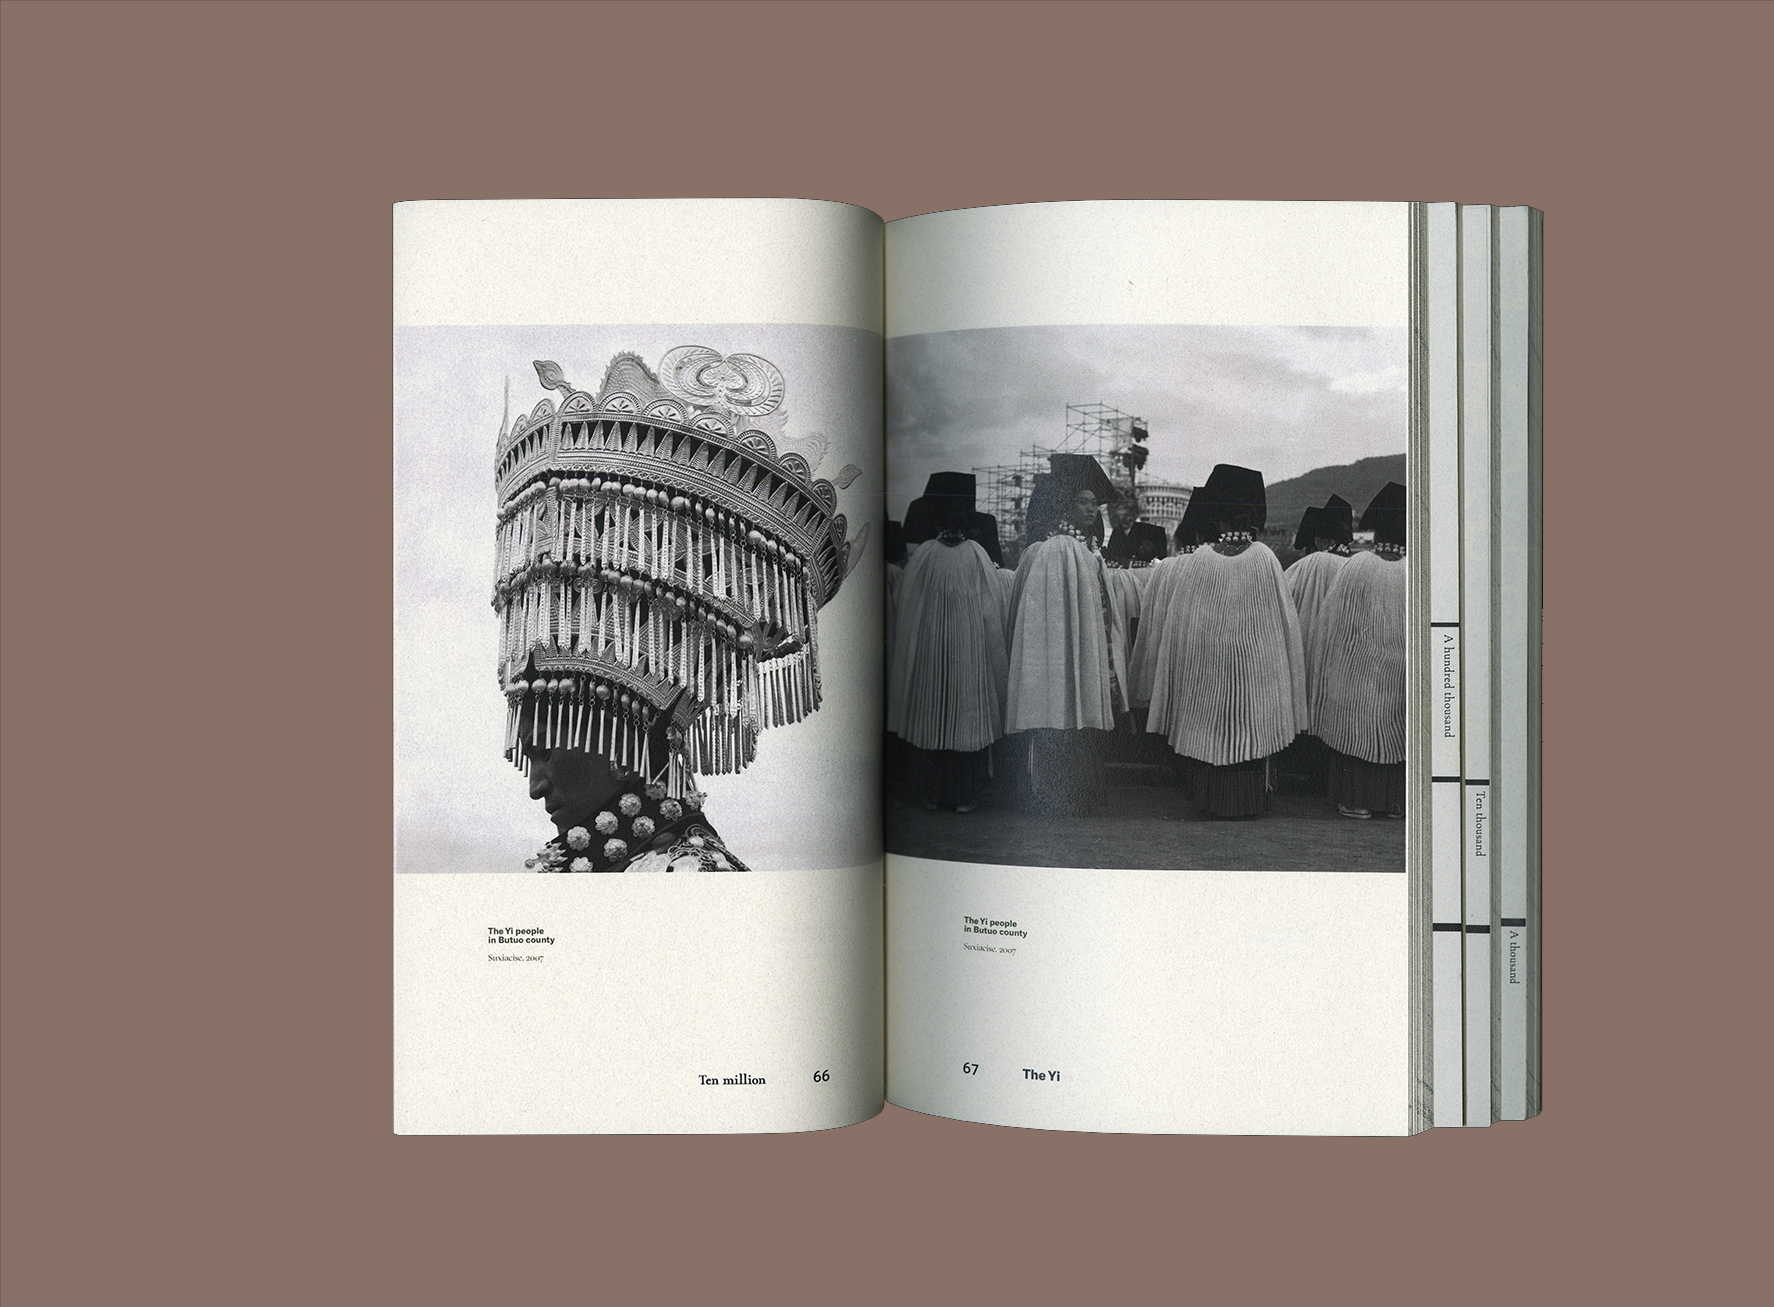 The Yi people
in Butuo county
Suxiacise. 2007
Ten million
66
The Yi people
in Butuo county
Suxiacise. 2007
67
The Yi
A hundred thousand
Ten thousand
A thousand